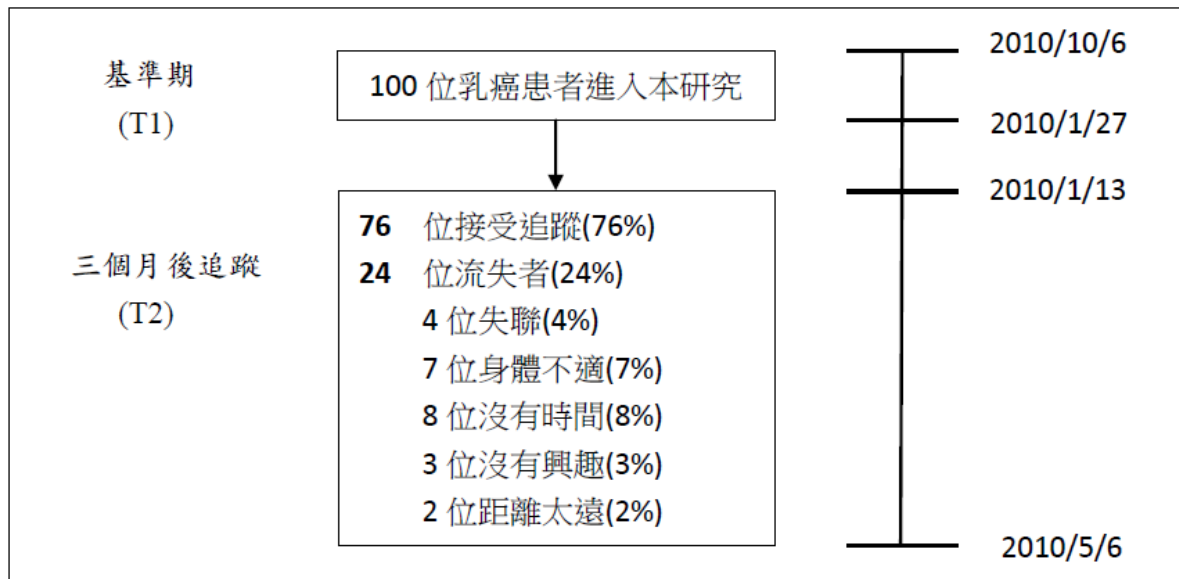 基準期
(T1)
100 位乳癌患者進入本研究
三個月後追蹤
(T2)
76 位接受追蹤(76%)
24 位流失者(24%)
4 位失聯(4%)
7 位身體不適(7%)
8 位沒有時間(8%)
3 位沒有興趣(3%)
2 位距離太遠(2%)
2010/10/6
2010/1/27
2010/1/13
2010/5/6